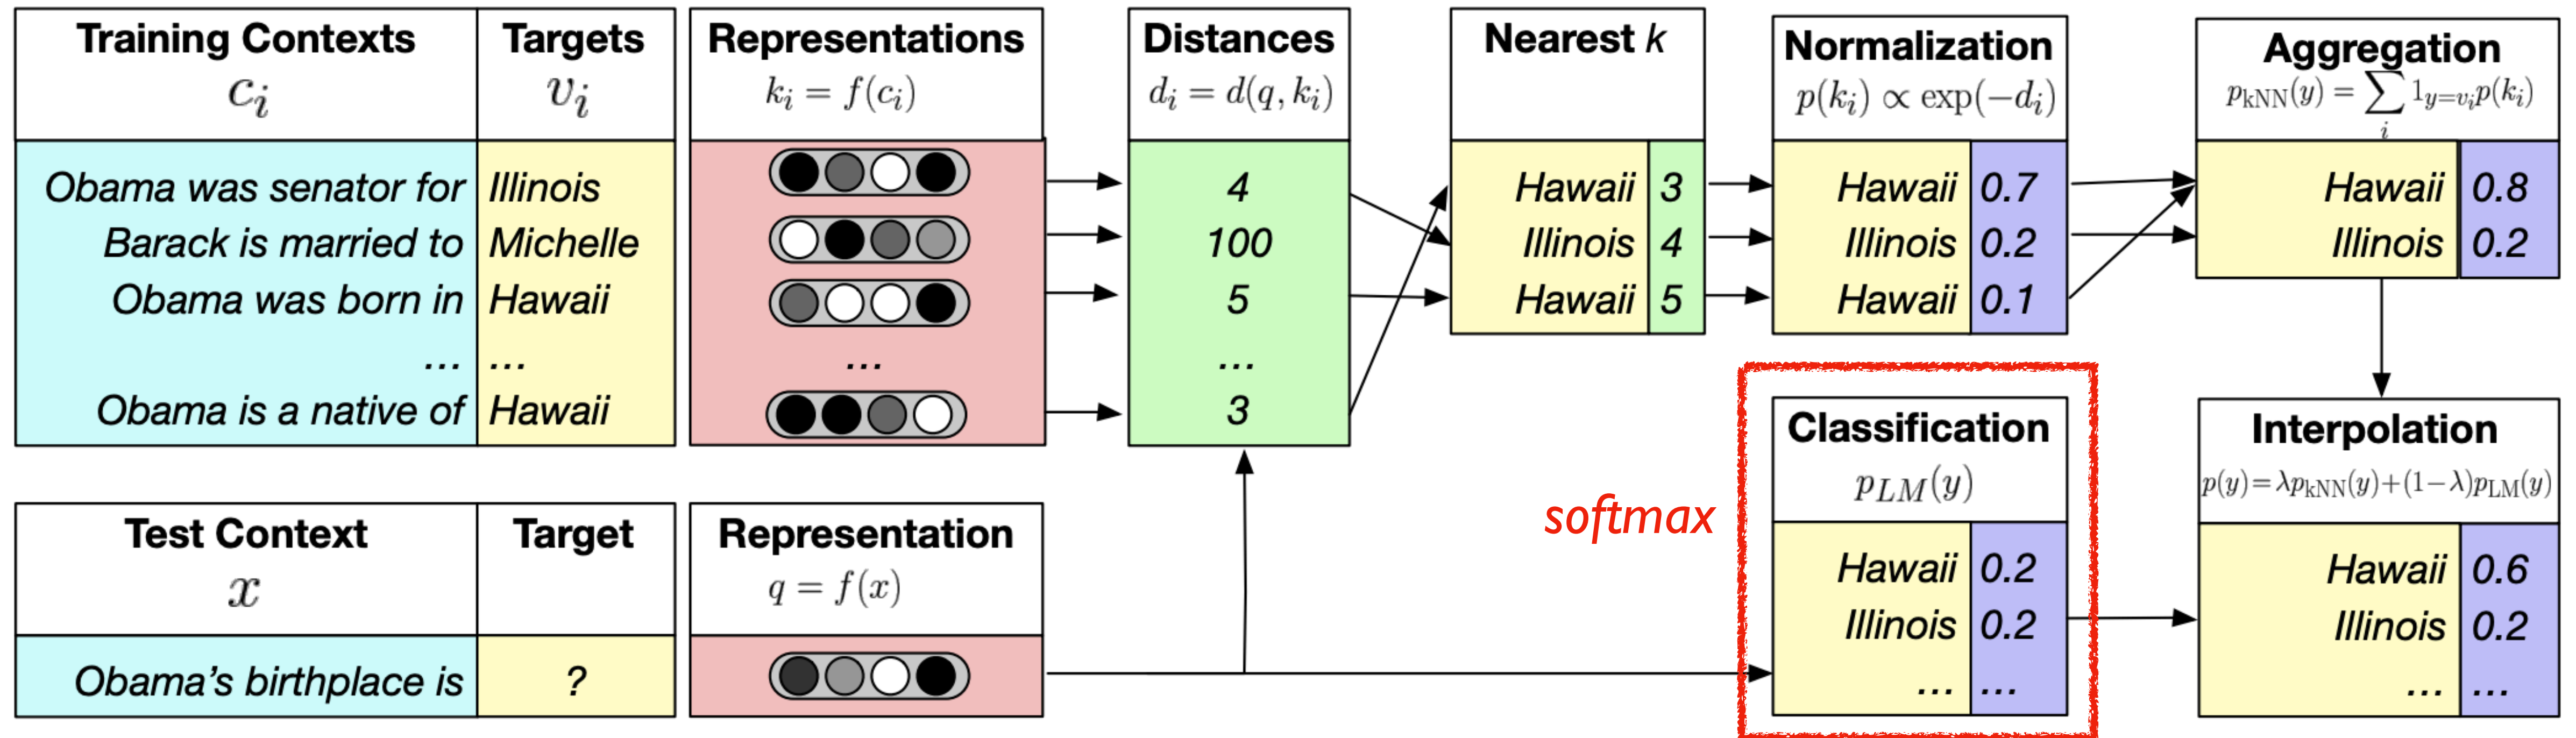 Training Contexts
c_i
Obama was senator for
Barack is married to
Obama was born in
...
Obama is a native of
Targets
v_i
Illinois
Michelle
Hawaii
...
Hawaii
Representations
k_i = f(c_i)
...
Distances
d_i = d(q, k_i)
4
100
5
...
3
Nearest k
Hawaii 3
Illinois 4
Hawaii 5
Normalization
p(k_i) ∝ exp(−d_i)
Hawaii 0.7
Illinois 0.2
Hawaii 0.1
Aggregation
p_kNN(y) = ∑_i 1_{y=v_i} p(k_i)
Hawaii 0.8
Illinois 0.2
Test Context
x
Obama's birthplace is
Target
?
Representation
q = f(x)
softmax
Classification
p_LM(y)
Hawaii 0.2
Illinois 0.2
... ...
Interpolation
p(y) = λp_kNN(y) + (1−λ)p_LM(y)
Hawaii 0.6
Illinois 0.2
... ...